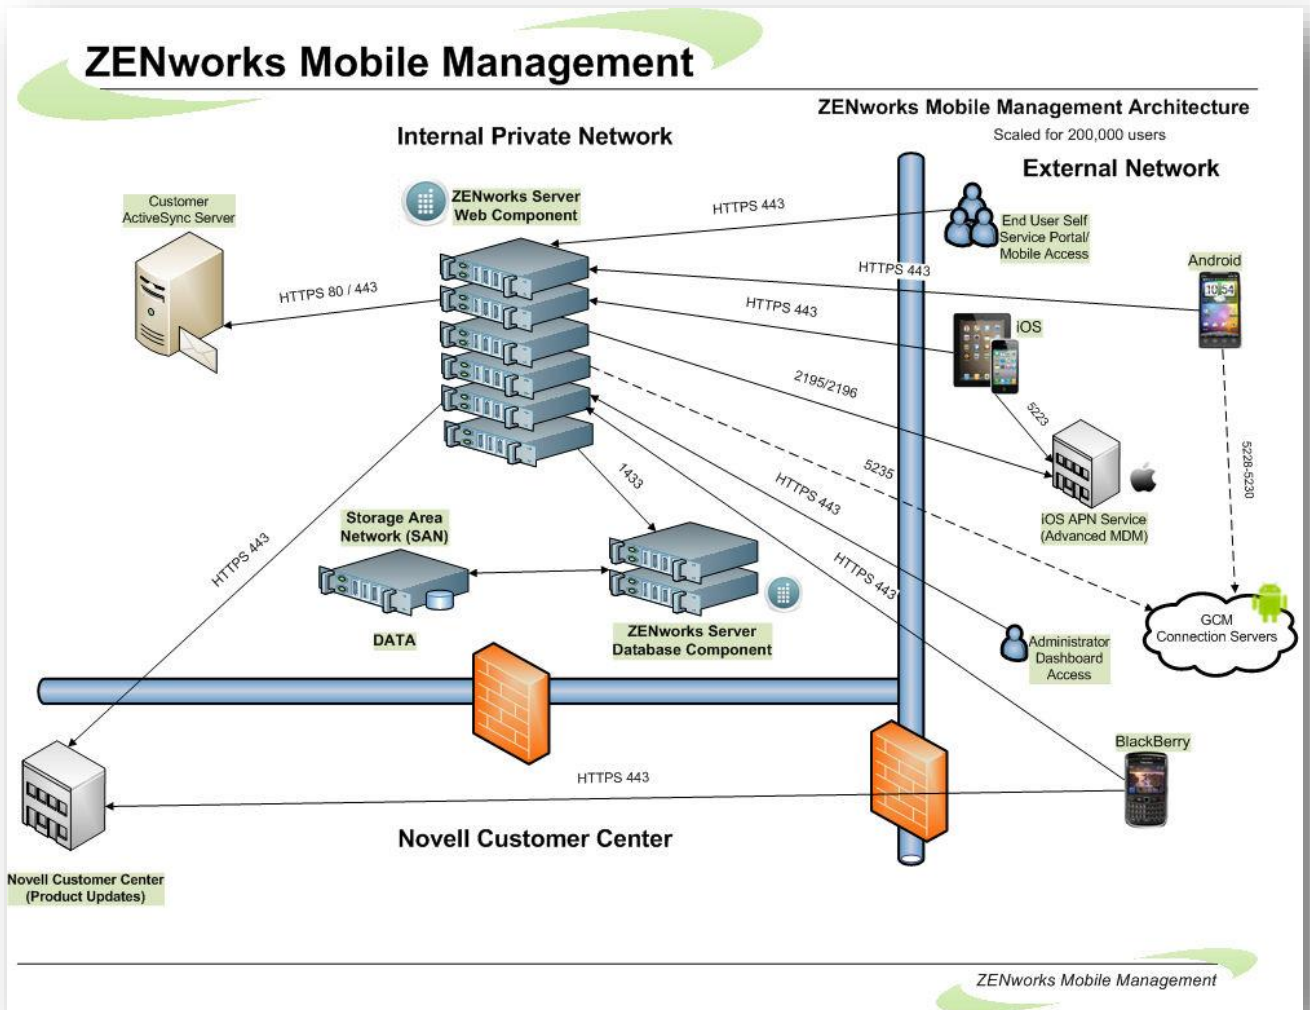 ZENworks Mobile Management
ZENworks Mobile Management Architecture
Scaled for 200,000 users
Internal Private Network
External Network
Customer
ActiveSync Server
ZENworks Server
Web Component
HTTPS 443
End User Self
Service Portal/
Mobile Access
Android
10:54
HTTPS 443
HTTPS 80 / 443
HTTPS 443
iOS
2195/2196
5223
5235
5228-5230
HTTPS 443
1433
iOS APN Service
(Advanced MDM)
Storage Area
Network (SAN)
HTTPS 443
HTTPS 443
DATA
ZENworks Server
Database Component
GCM
Connection Servers
Administrator
Dashboard
Access
BlackBerry
HTTPS 443
Novell Customer Center
Novell Customer Center
(Product Updates)
ZENworks Mobile Management